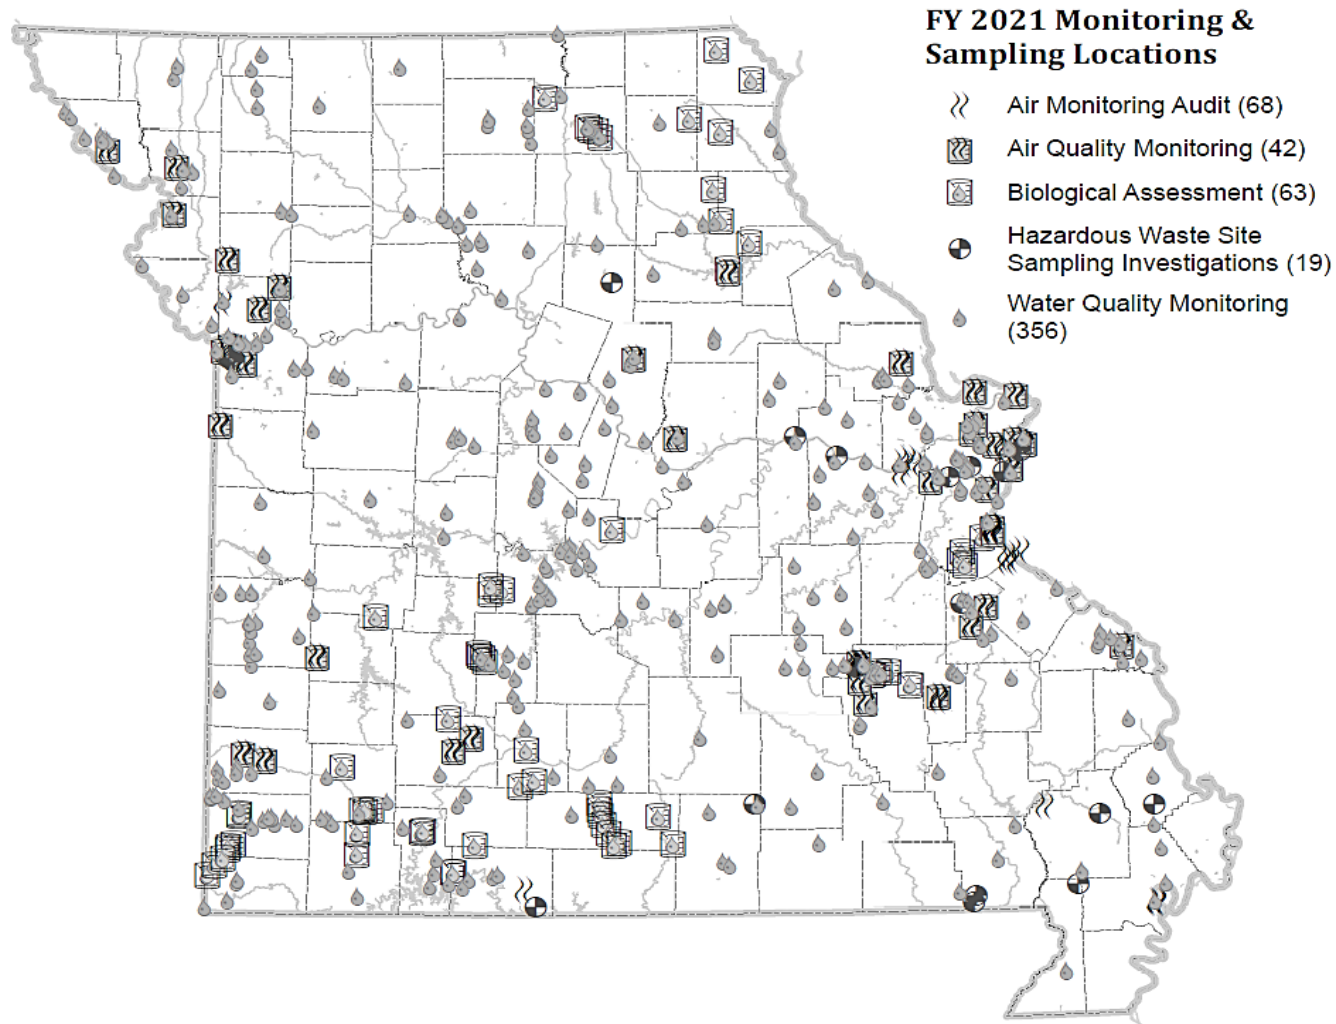 FY 2021 Monitoring &
Sampling Locations
Air Monitoring Audit (68)
Air Quality Monitoring (42)
Biological Assessment (63)
Hazardous Waste Site
Sampling Investigations (19)
Water Quality Monitoring
(356)